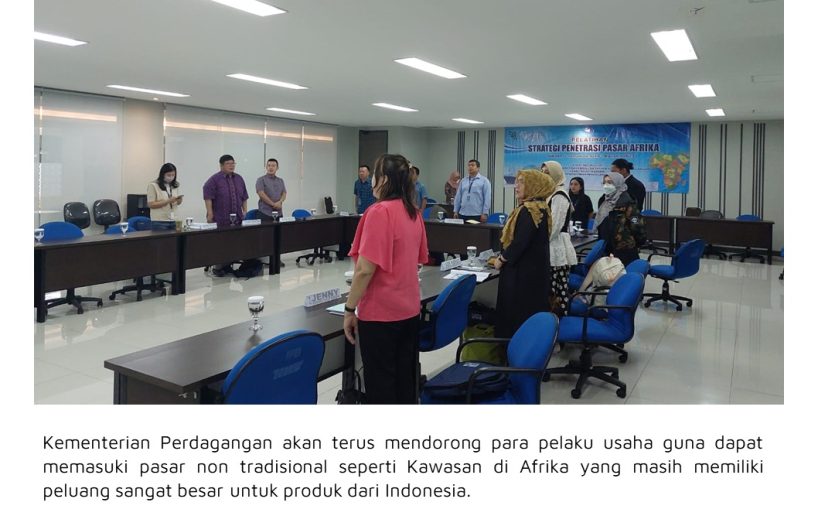 PELATIHAN
STRATEGI PENETRASI PASAR AFRIKA
JENNY
Kementerian Perdagangan akan terus mendorong para pelaku usaha guna dapat
memasuki pasar non tradisional seperti Kawasan di Afrika yang masih memiliki
peluang sangat besar untuk produk dari Indonesia.